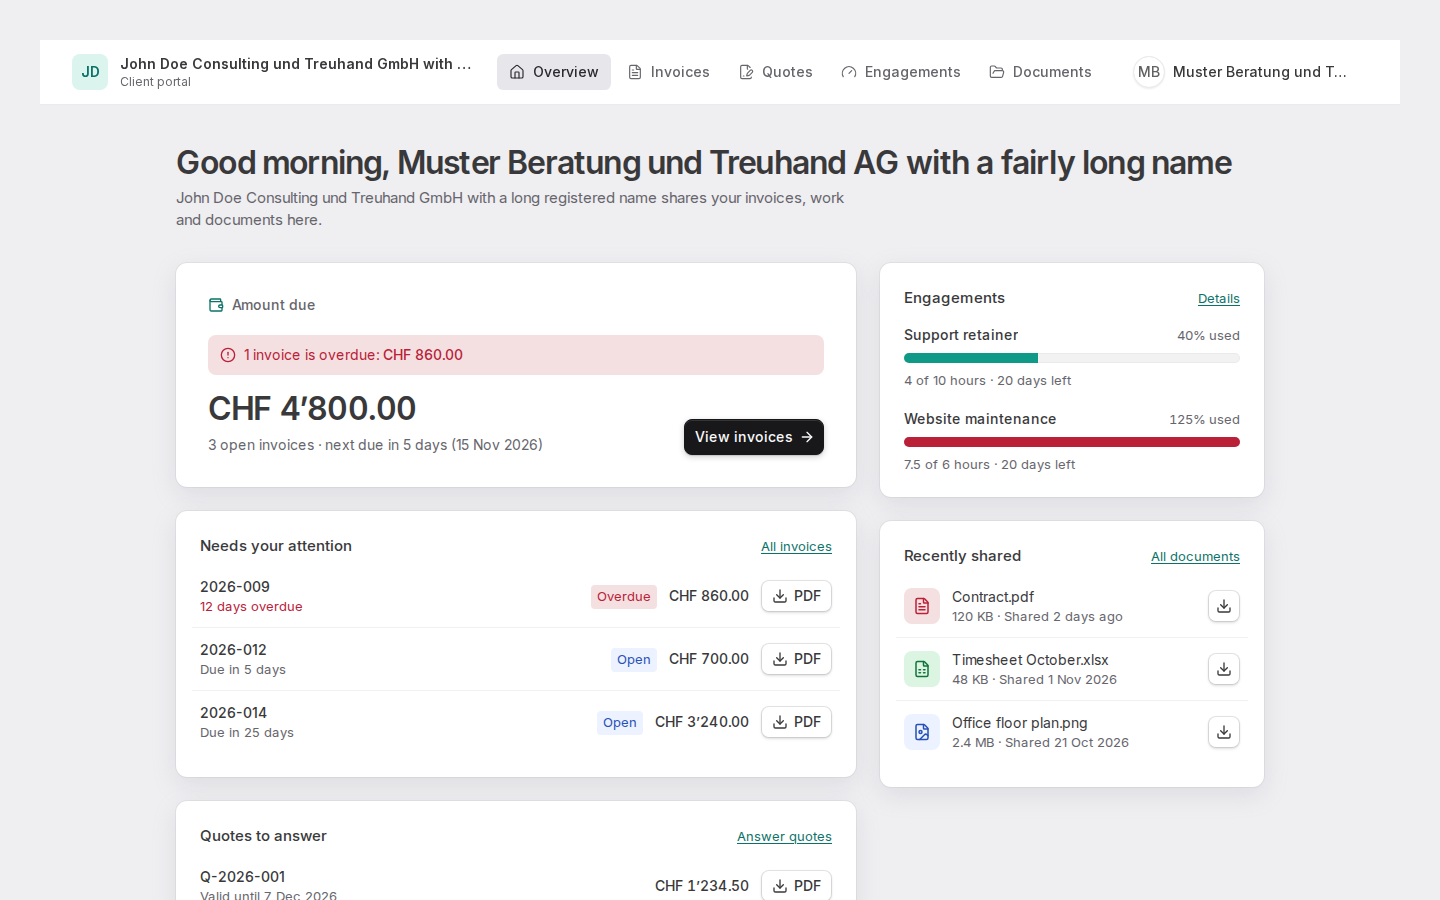 JD
John Doe Consulting und Treuhand GmbH with …
Client portal
Overview
Invoices
Quotes
Engagements
Documents
MB
Muster Beratung und T…
Good morning, Muster Beratung und Treuhand AG with a fairly long name
John Doe Consulting und Treuhand GmbH with a long registered name shares your invoices, work
and documents here.
Amount due
1 invoice is overdue: CHF 860.00
CHF 4’800.00
3 open invoices · next due in 5 days (15 Nov 2026)
View invoices
Needs your attention
All invoices
2026-009
12 days overdue
Overdue
CHF 860.00
PDF
2026-012
Due in 5 days
Open
CHF 700.00
PDF
2026-014
Due in 25 days
Open
CHF 3’240.00
PDF
Quotes to answer
Answer quotes
Q-2026-001
Valid until 7 Dec 2026
CHF 1’234.50
PDF
Engagements
Details
Support retainer
40% used
4 of 10 hours · 20 days left
Website maintenance
125% used
7.5 of 6 hours · 20 days left
Recently shared
All documents
Contract.pdf
120 KB · Shared 2 days ago
Timesheet October.xlsx
48 KB · Shared 1 Nov 2026
Office floor plan.png
2.4 MB · Shared 21 Oct 2026